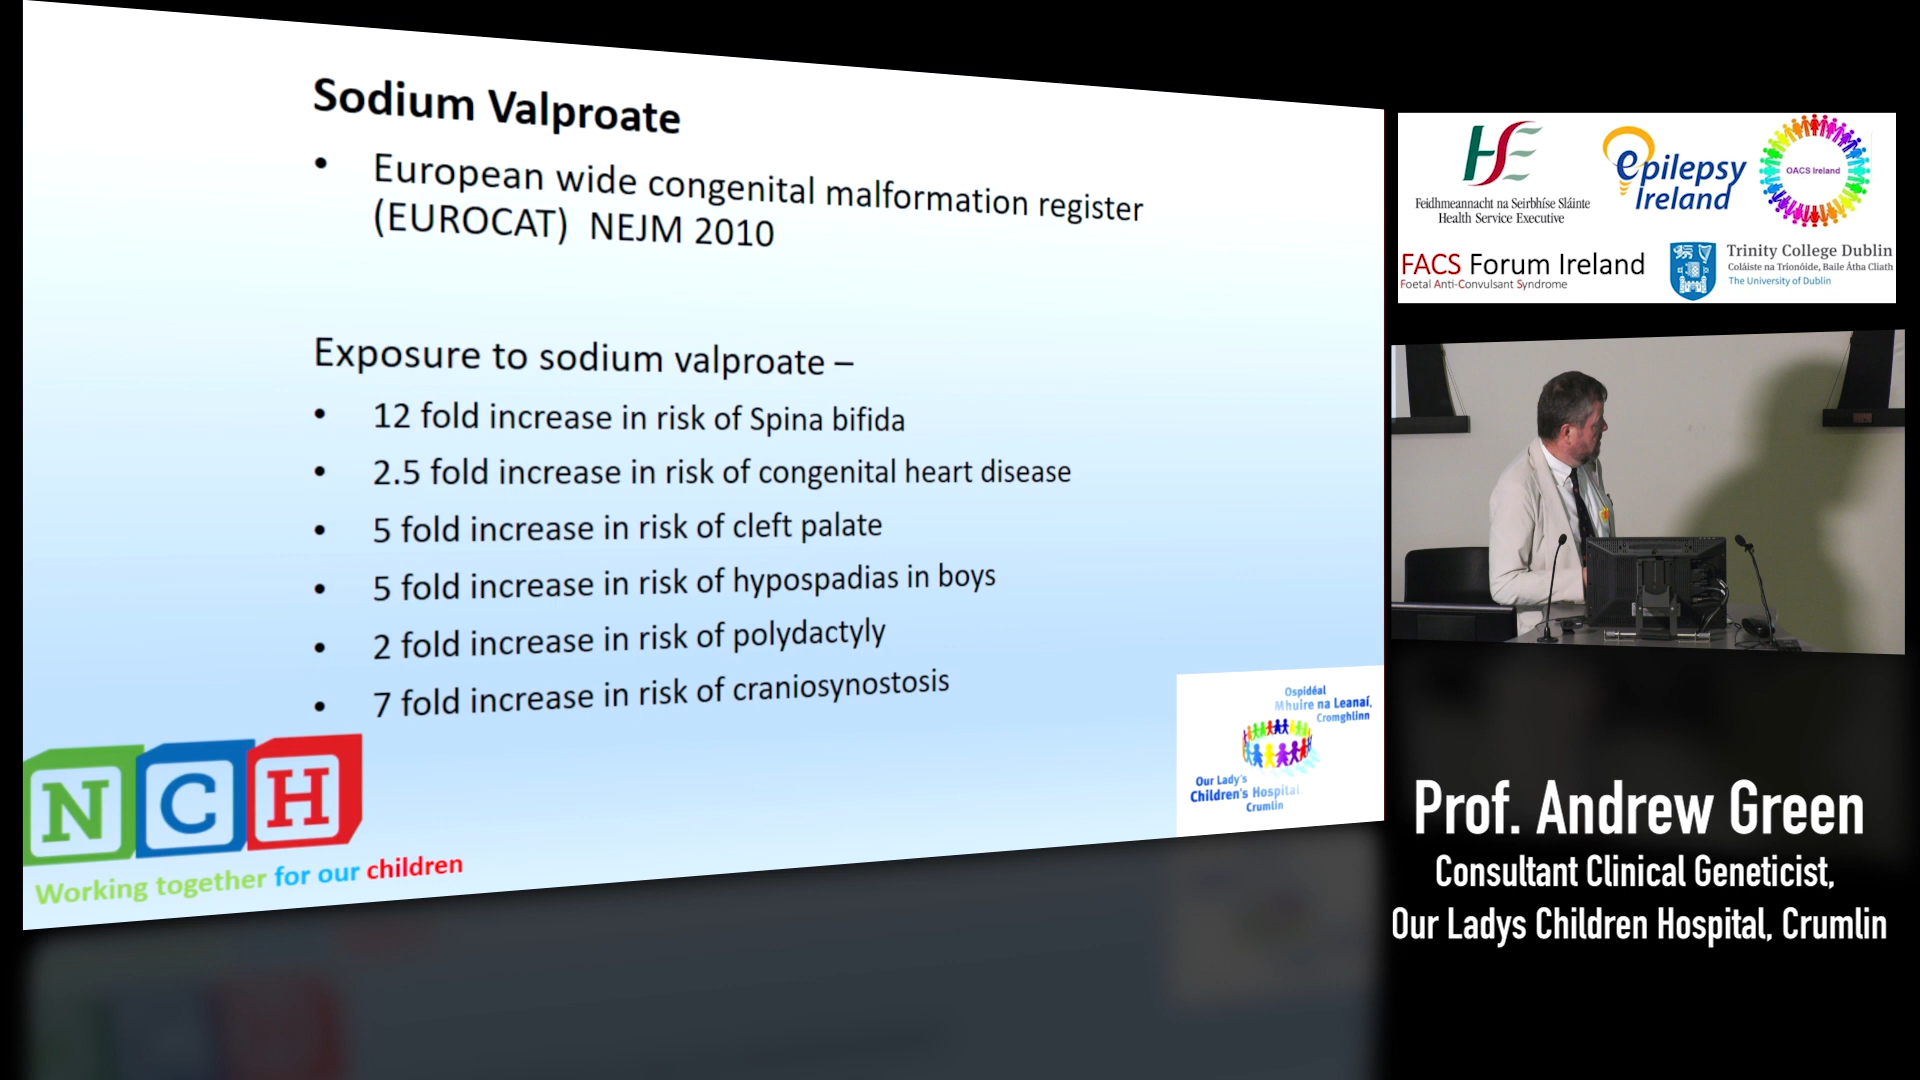 Sodium Valproate
• European wide congenital malformation register
(EUROCAT) NEJM 2010
Exposure to sodium valproate –
• 12 fold increase in risk of Spina bifida
• 2.5 fold increase in risk of congenital heart disease
• 5 fold increase in risk of cleft palate
• 5 fold increase in risk of hypospadias in boys
• 2 fold increase in risk of polydactyly
• 7 fold increase in risk of craniosynostosis
NCH
Working together for our children
Ospidéal
Mhuire na Leanaí,
Cromghlinn
Our Lady's
Children's Hospital
Crumlin
HSE
Feidhmeannacht na Seirbhíse Sláinte
Health Service Executive
epilepsy
Ireland
OACS Ireland
FACS Forum Ireland
Foetal Anti-Convulsant Syndrome
Trinity College Dublin
Coláiste na Tríonóide, Baile Átha Cliath
The University of Dublin
Prof. Andrew Green
Consultant Clinical Geneticist,
Our Ladys Children Hospital, Crumlin